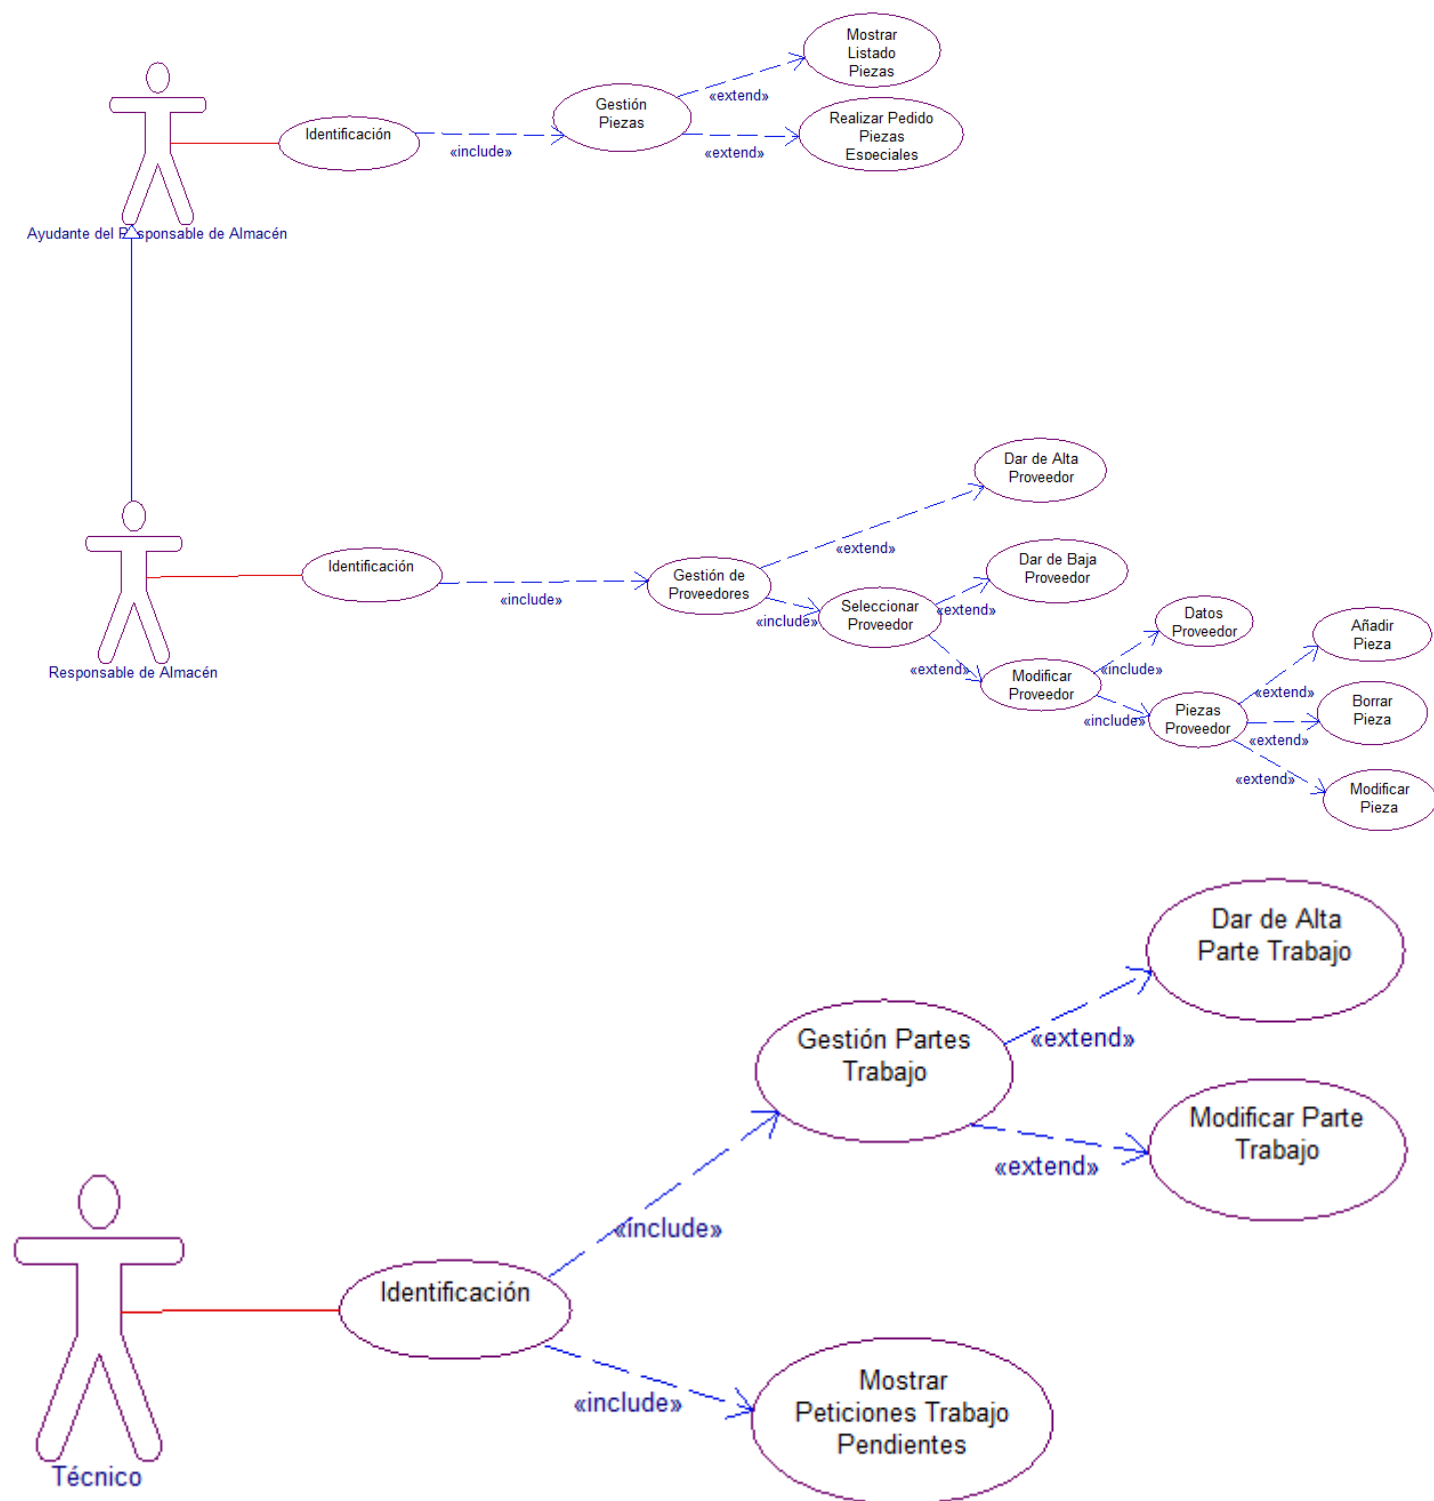 Mostrar
Listado
Piezas
«extend»
Gestión
Piezas
Realizar Pedido
Piezas
Especiales
«extend»
Identificación
«include»
Ayudante del Responsable de Almacén
Dar de Alta
Proveedor
«extend»
Dar de Baja
Proveedor
Identificación
«include»
Gestión de
Proveedores
«include»
Seleccionar
Proveedor
«extend»
«extend»
Datos
Proveedor
Modificar
Proveedor
«include»
«include»
Añadir
Pieza
Piezas
Proveedor
«extend»
Borrar
Pieza
«extend»
«extend»
Modificar
Pieza
Responsable de Almacén
Dar de Alta
Parte Trabajo
Gestión Partes
Trabajo
«extend»
Modificar Parte
Trabajo
«extend»
«include»
Identificación
«include»
Mostrar
Peticiones Trabajo
Pendientes
Técnico